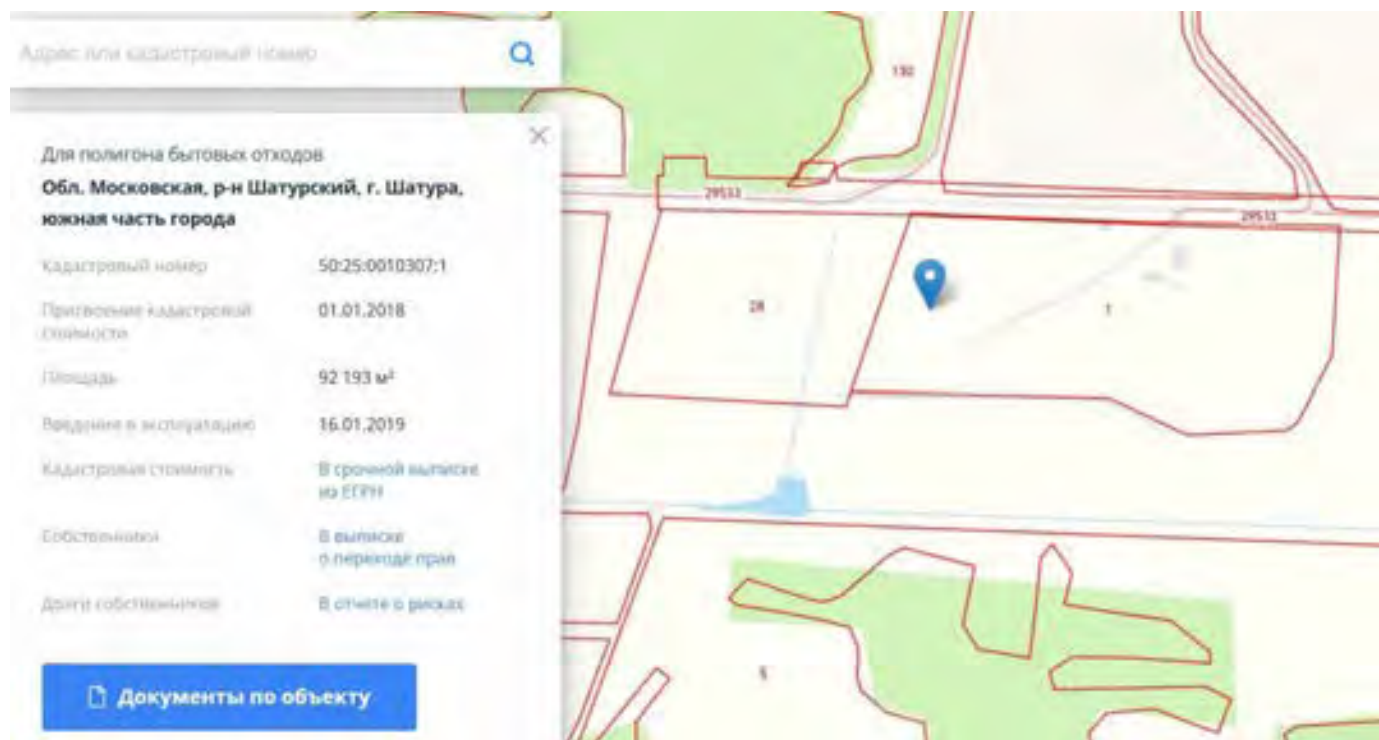 Адрес или кадастровый номер
Для полигона бытовых отходов
Обл. Московская, р-н Шатурский, г. Шатура,
южная часть города
Кадастровый номер 50:25:0010307:1
Присвоение кадастровой
стоимости 01.01.2018
Площадь 92 193 м²
Введение в эксплуатацию 16.01.2019
Кадастровая стоимость В срочной выписке
из ЕГРН
Собственники В выписке
о переходе прав
Долги собственников В отчете о рисках
Документы по объекту
130
29533
29533
28
1
5